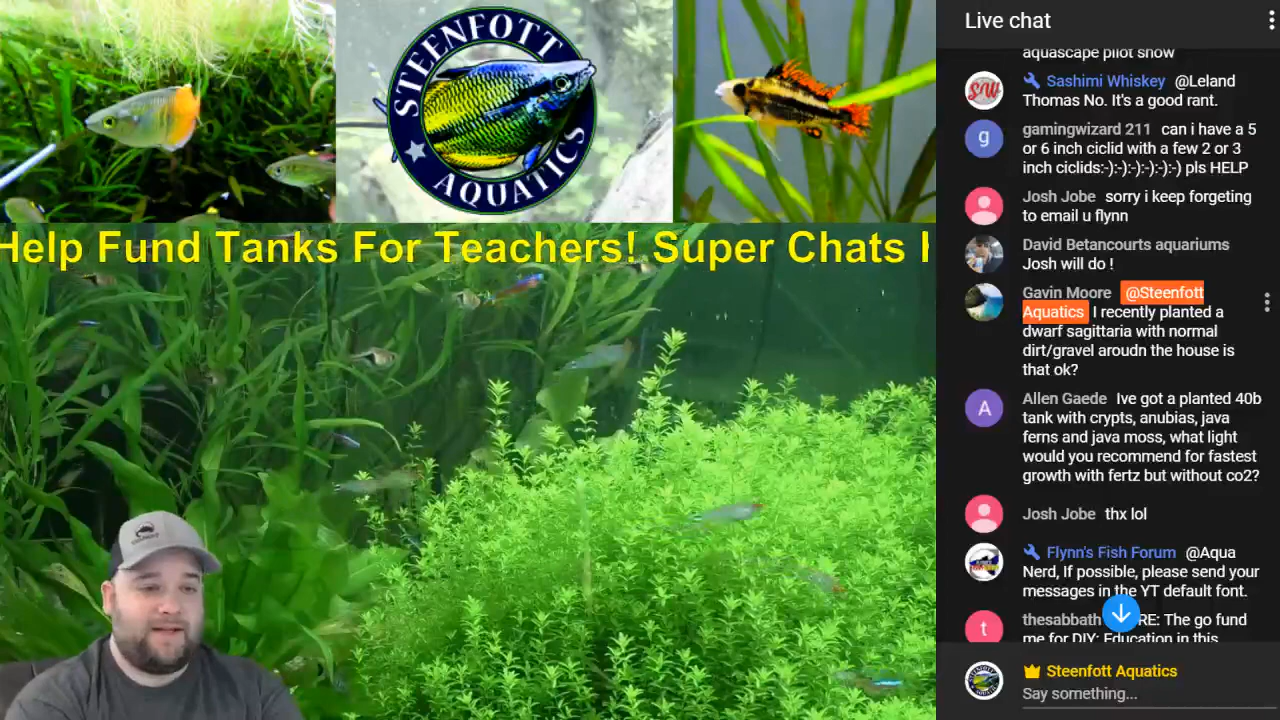 STEENFOTT
AQUATICS
Help Fund Tanks For Teachers! Super Chats
Live chat
aquascape pilot show
Sashimi Whiskey @Leland
Thomas No. It's a good rant.
g
gamingwizard 211 can i have a 5
or 6 inch ciclid with a few 2 or 3
inch ciclids:-):-):-):-):-:-) pls HELP
Josh Jobe sorry i keep forgeting
to email u flynn
David Betancourts aquariums
Josh will do !
Gavin Moore @Steenfott
Aquatics I recently planted a
dwarf sagittaria with normal
dirt/gravel aroudn the house is
that ok?
A
Allen Gaede Ive got a planted 40b
tank with crypts, anubias, java
ferns and java moss, what light
would you recommend for fastest
growth with fertz but without co2?
Josh Jobe thx lol
Flynn's Fish Forum @Aqua
Nerd, If possible, please send your
messages in the YT default font.
t
thesabbath RE: The go fund
me for DIY: Education in this
Steenfott Aquatics
Say something...